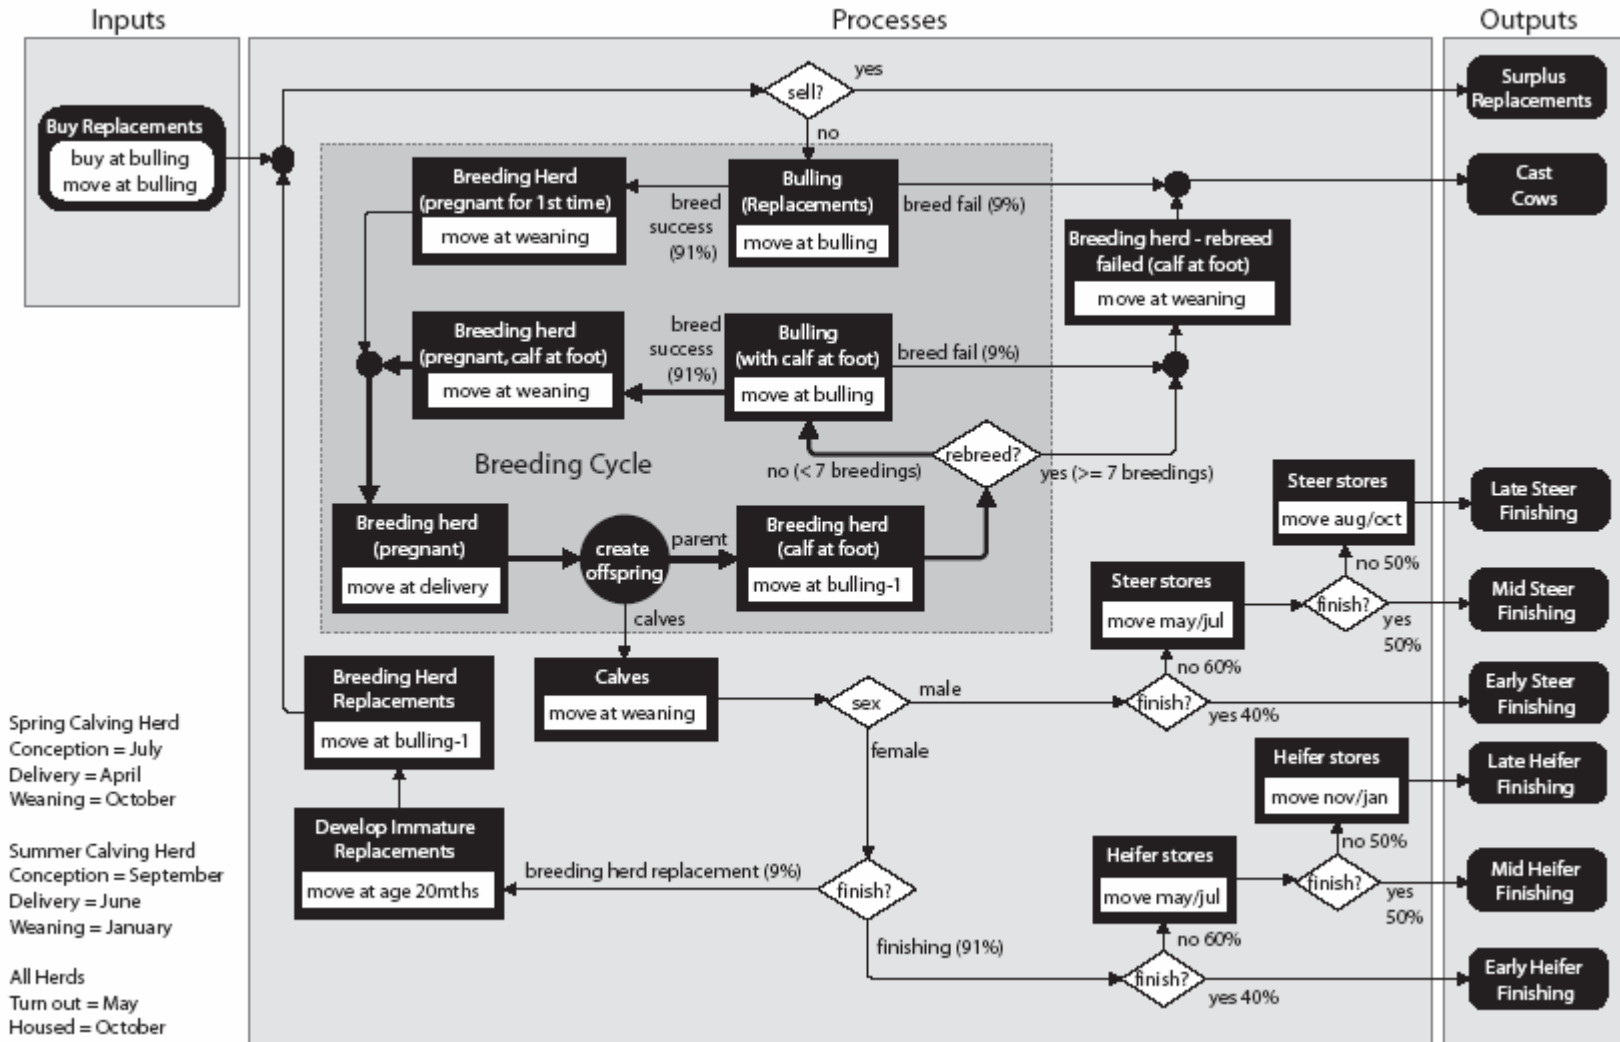 Inputs
Processes
Outputs
Buy Replacements
buy at bulling
move at bulling
sell?
yes
no
Surplus
Replacements
Breeding Herd
(pregnant for 1st time)
move at weaning
breed
success
(91%)
Bulling
(Replacements)
move at bulling
breed fail (9%)
Cast
Cows
Breeding herd - rebreed
failed (calf at foot)
move at weaning
Breeding herd
(pregnant, calf at foot)
move at weaning
breed
success
(91%)
Bulling
(with calf at foot)
move at bulling
breed fail (9%)
Breeding Cycle
no (< 7 breedings)
rebreed?
yes (>= 7 breedings)
Breeding herd
(pregnant)
move at delivery
create
offspring
parent
Breeding herd
(calf at foot)
move at bulling-1
calves
Steer stores
move aug/oct
Late Steer
Finishing
no 50%
Steer stores
move may/jul
finish?
yes
50%
Mid Steer
Finishing
no 60%
Breeding Herd
Replacements
move at bulling-1
Calves
move at weaning
sex
male
female
finish?
yes 40%
Early Steer
Finishing
Heifer stores
move nov/jan
Late Heifer
Finishing
no 50%
Develop Immature
Replacements
move at age 20mths
breeding herd replacement (9%)
finish?
finishing (91%)
Heifer stores
move may/jul
finish?
yes
50%
Mid Heifer
Finishing
no 60%
finish?
yes 40%
Early Heifer
Finishing
Spring Calving Herd
Conception = July
Delivery = April
Weaning = October
Summer Calving Herd
Conception = September
Delivery = June
Weaning = January
All Herds
Turn out = May
Housed = October